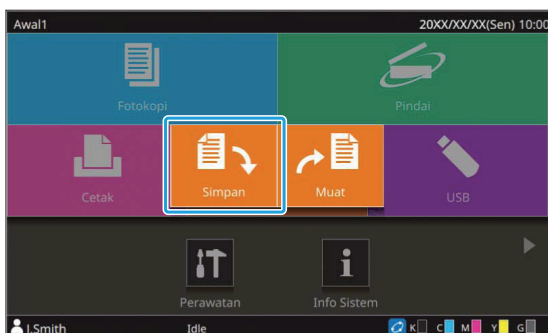 Awal1 20XX/XX/XX(Sen) 10:00
Fotokopi Pindai
Cetak Simpan Muat USB
Perawatan Info Sistem
J.Smith Idle K C M Y G